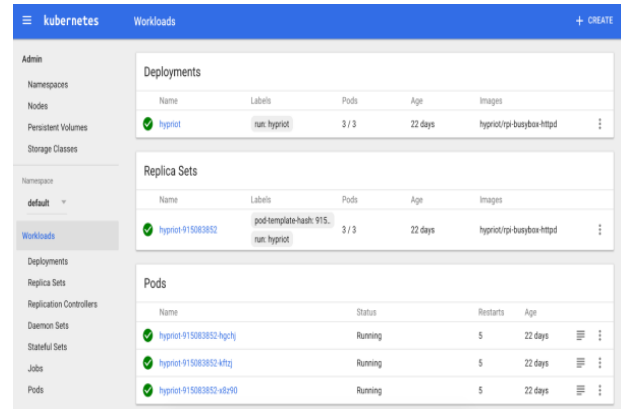 kubernetes Workloads + CREATE
Admin
Namespaces
Nodes
Persistent Volumes
Storage Classes
Namespace
default
Workloads
Deployments
Replica Sets
Replication Controllers
Daemon Sets
Stateful Sets
Jobs
Pods
Deployments
Name Labels Pods Age Images
hypriot run: hypriot 3 / 3 22 days hypriot/rpi-busybox-httpd
Replica Sets
Name Labels Pods Age Images
hypriot-915083852 pod-template-hash: 915.. 3 / 3 22 days hypriot/rpi-busybox-httpd
run: hypriot
Pods
Name Status Restarts Age
hypriot-915083852-hgchj Running 5 22 days
hypriot-915083852-kftzj Running 5 22 days
hypriot-915083852-x8z90 Running 5 22 days